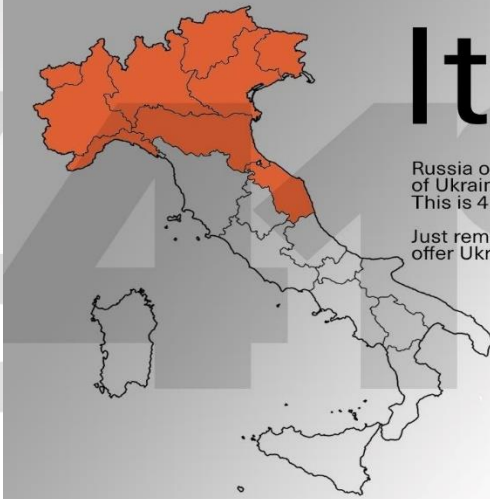 It
Russia o
of Ukrain
This is 4
Just rem
offer Ukr
41